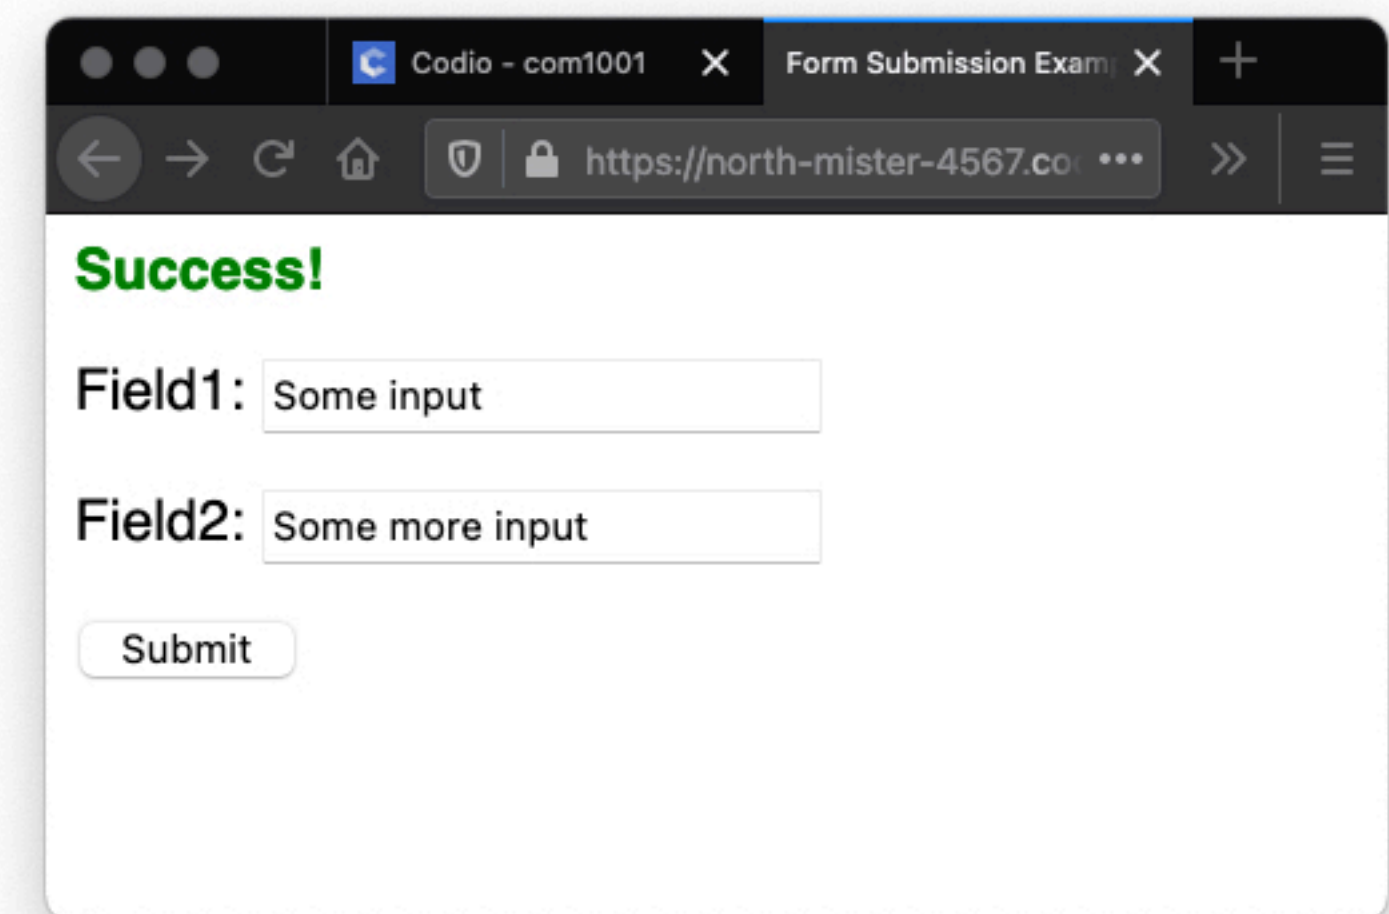 Codio - com1001
Form Submission Exam
https://north-mister-4567.co
Success!
Field1: Some input
Field2: Some more input
Submit